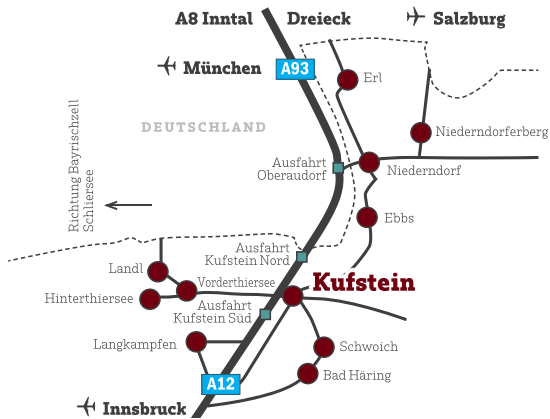 A8 Inntal Dreieck
Salzburg
München
A93
Erl
DEUTSCHLAND
Niederndorferberg
Ausfahrt
Oberaudorf
Niederndorf
Richtung Bayrischzell
Schliersee
Ebbs
Ausfahrt
Kufstein Nord
Landl
Vorderthiersee
Kufstein
Hinterthiersee
Ausfahrt
Kufstein Süd
Langkampfen
Schwoich
Bad Häring
A12
Innsbruck